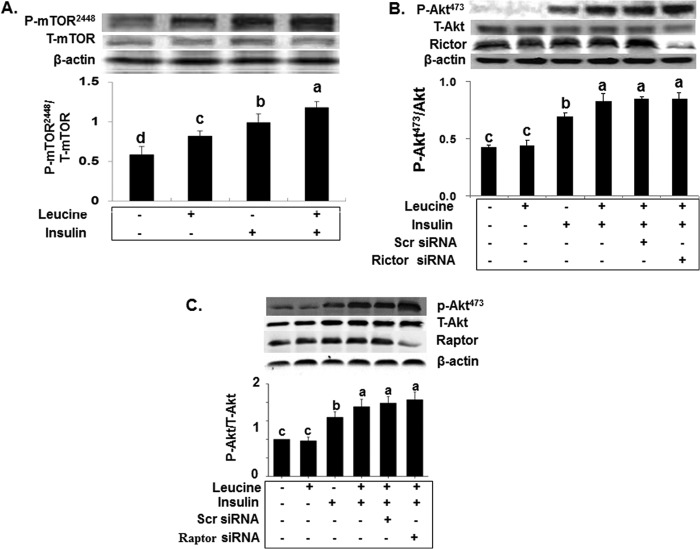 A.
P-mTOR²⁴⁴⁸
T-mTOR
β-actin
P-mTOR²⁴⁴⁸/
T-mTOR
1.5
1
0.5
0
d
c
b
a
Leucine - + - +
Insulin - - + +
B.
P-Akt⁴⁷³
T-Akt
Rictor
β-actin
P-Akt⁴⁷³/Akt
1.0
0.5
0.0
c
c
b
a
a
a
Leucine - + - + + +
Insulin - - + + + +
Scr siRNA - - - - + -
Rictor siRNA - - - - - +
C.
p-Akt⁴⁷³
T-Akt
Raptor
β-actin
P-Akt/T-Akt
2
1
0
c
c
b
a
a
a
Leucine - + - + + +
Insulin - - + + + +
Scr siRNA - - - - + -
Raptor siRNA - - - - - +